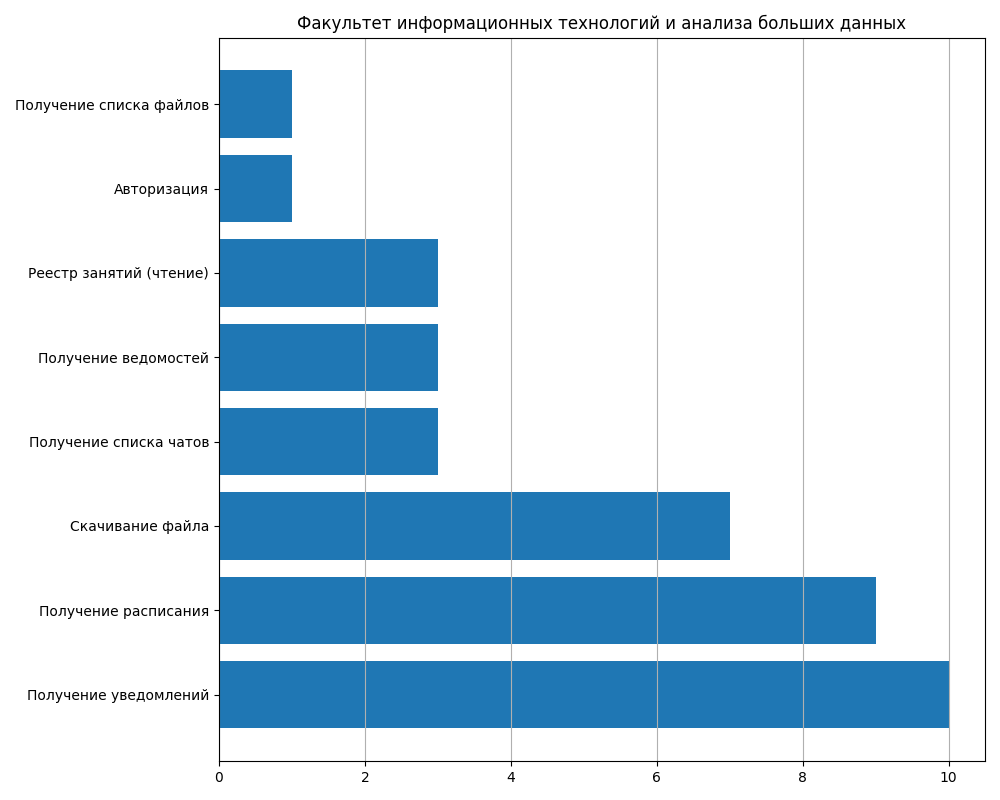 Факультет информационных технологий и анализа больших данных
Получение списка файлов
Авторизация
Реестр занятий (чтение)
Получение ведомостей
Получение списка чатов
Скачивание файла
Получение расписания
Получение уведомлений
0 2 4 6 8 10